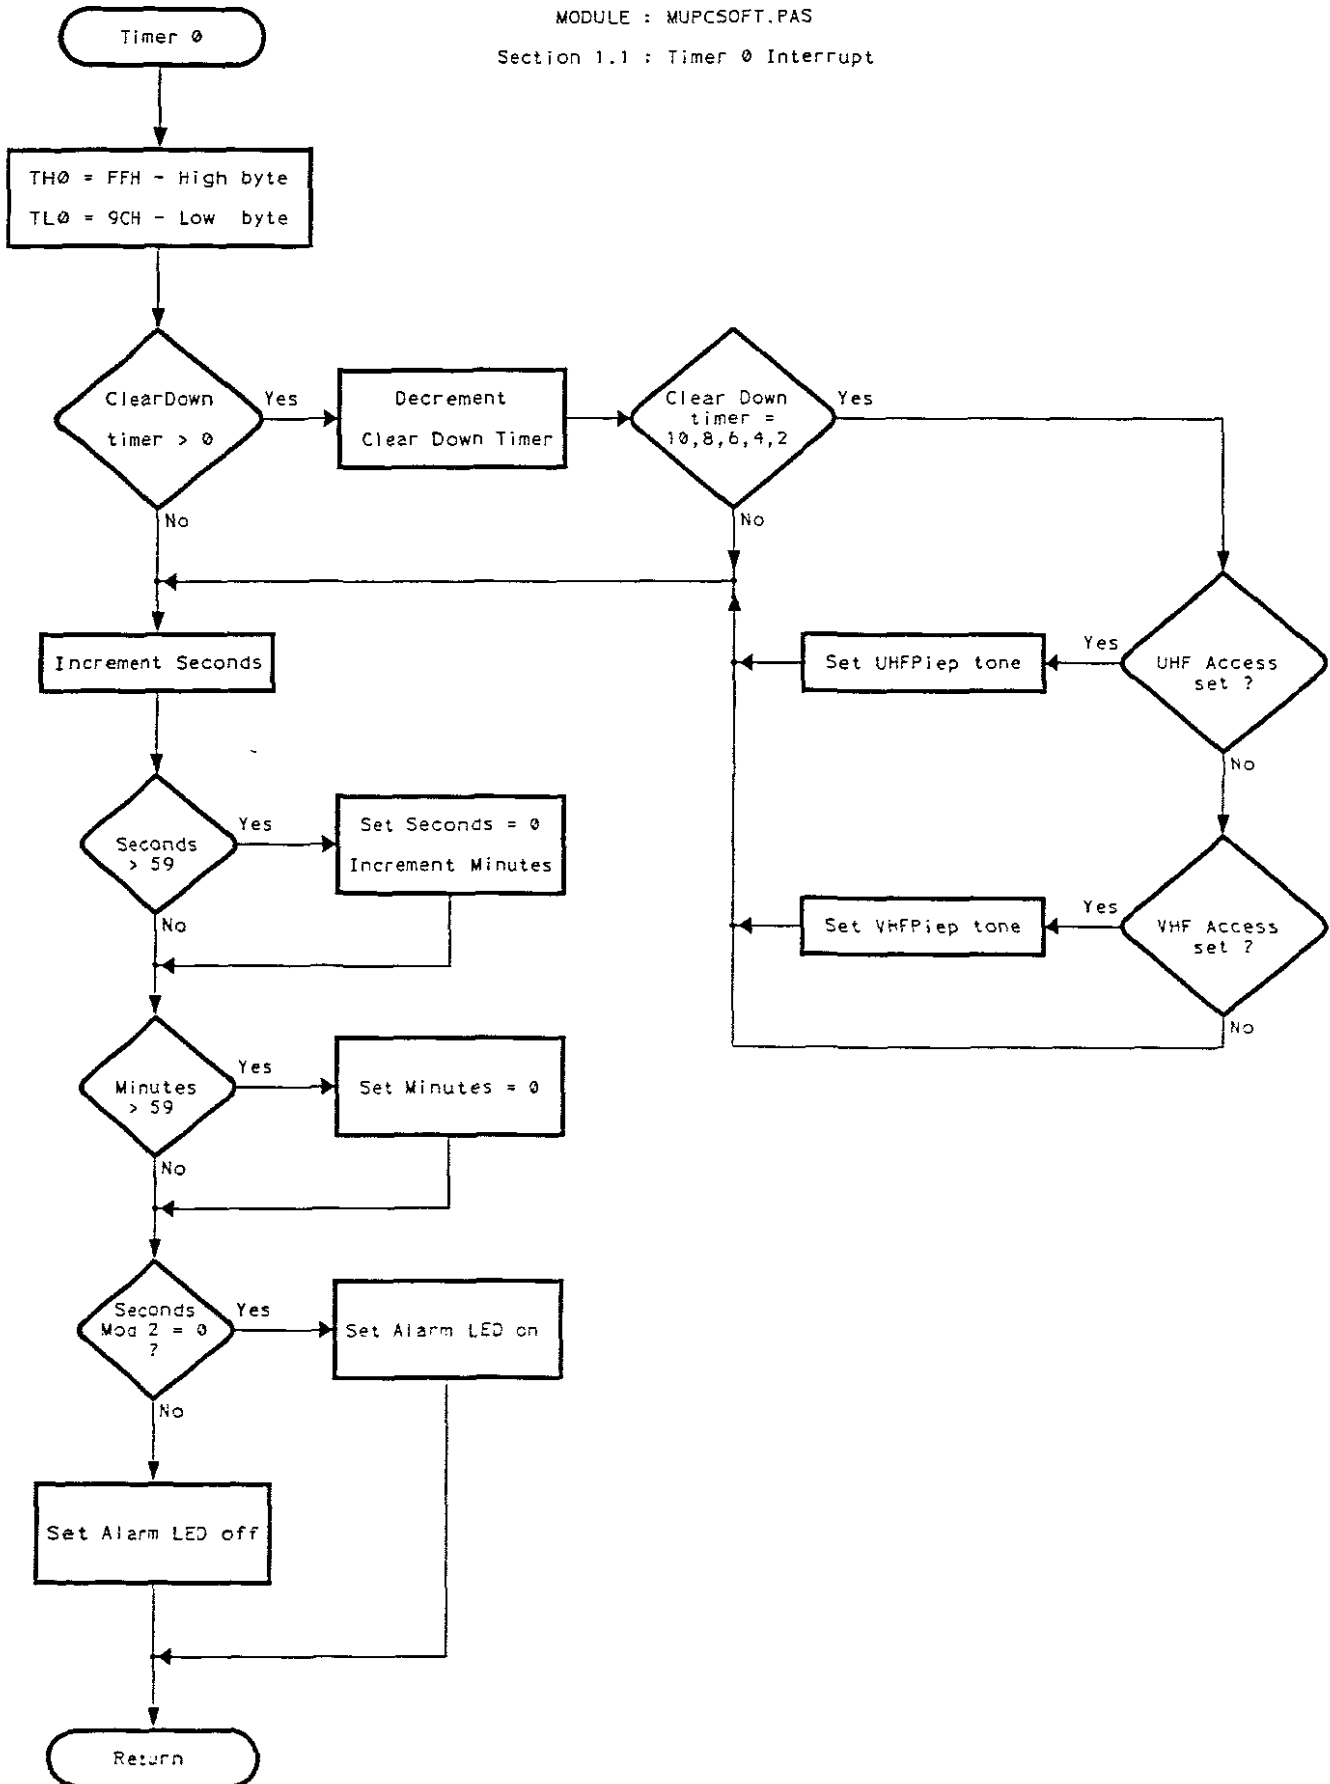 MODULE : MUPCSOFT.PAS
Section 1.1 : Timer 0 Interrupt
Timer 0
TH0 = FFH - High byte
TL0 = 9CH - Low byte
ClearDown
timer > 0
Yes
No
Decrement
Clear Down Timer
Clear Down
timer =
10,8,6,4,2
Yes
No
UHF Access
set ?
Yes
No
Set UHFPiep tone
VHF Access
set ?
Yes
No
Set VHFPiep tone
Increment Seconds
Seconds
> 59
Yes
No
Set Seconds = 0
Increment Minutes
Minutes
> 59
Yes
No
Set Minutes = 0
Seconds
Mod 2 = 0
?
Yes
No
Set Alarm LED on
Set Alarm LED off
Return